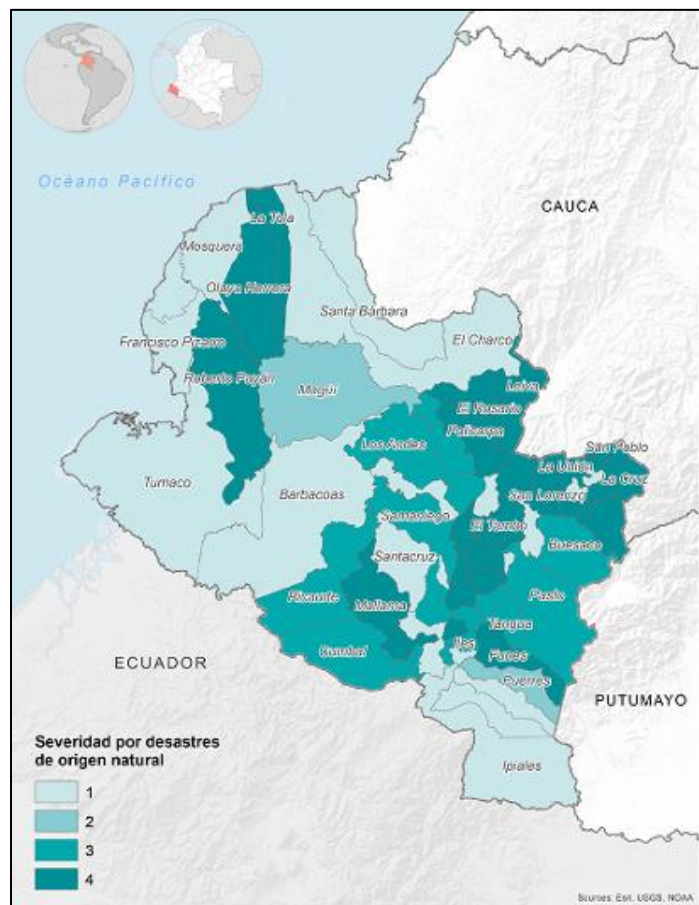 Océano Pacífico
CAUCA
La Tola
Mosquera
Olaya Herrera
Santa Bárbara
Francisco Pizarro
El Charco
Roberto Payán
Magüí
Leiva
El Rosario
Policarpa
Los Andes
San Pablo
La Unión
La Cruz
San Lorenzo
Tumaco
Barbacoas
Samaniego
El Tambo
Buesaco
Santacruz
Ricaurte
Mallama
Pasto
Tangua
Iles
Funes
Cumbal
Puerres
ECUADOR
PUTUMAYO
Ipiales
Severidad por desastres
de origen natural
1
2
3
4
Sources: Esri, USGS, NOAA